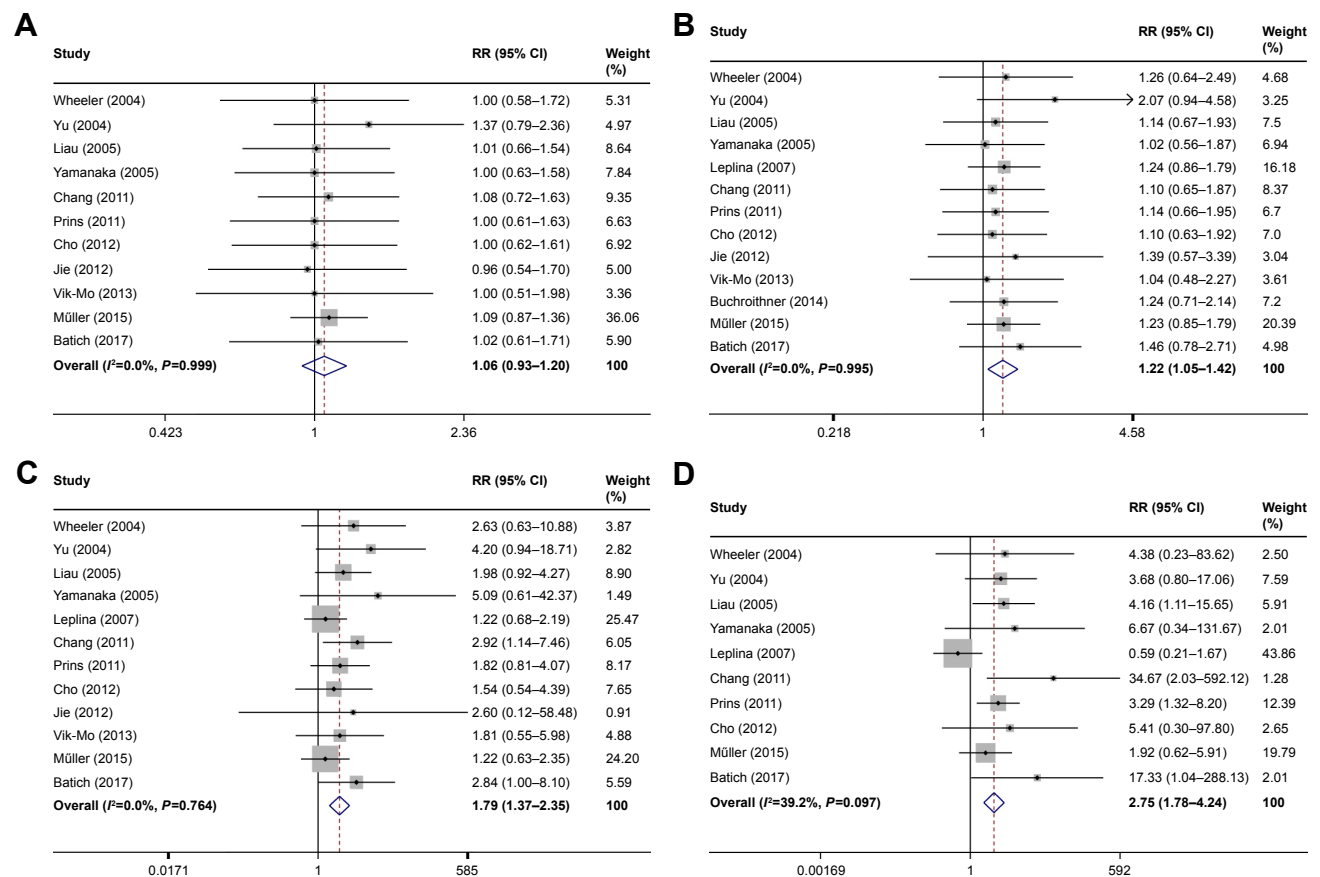 A
Study RR (95% CI) Weight
(%)
Wheeler (2004) 1.00 (0.58–1.72) 5.31
Yu (2004) 1.37 (0.79–2.36) 4.97
Liau (2005) 1.01 (0.66–1.54) 8.64
Yamanaka (2005) 1.00 (0.63–1.58) 7.84
Chang (2011) 1.08 (0.72–1.63) 9.35
Prins (2011) 1.00 (0.61–1.63) 6.63
Cho (2012) 1.00 (0.62–1.61) 6.92
Jie (2012) 0.96 (0.54–1.70) 5.00
Vik-Mo (2013) 1.00 (0.51–1.98) 3.36
Műller (2015) 1.09 (0.87–1.36) 36.06
Batich (2017) 1.02 (0.61–1.71) 5.90
Overall (I²=0.0%, P=0.999) 1.06 (0.93–1.20) 100
0.423 1 2.36
B
Study RR (95% CI) Weight
(%)
Wheeler (2004) 1.26 (0.64–2.49) 4.68
Yu (2004) 2.07 (0.94–4.58) 3.25
Liau (2005) 1.14 (0.67–1.93) 7.5
Yamanaka (2005) 1.02 (0.56–1.87) 6.94
Leplina (2007) 1.24 (0.86–1.79) 16.18
Chang (2011) 1.10 (0.65–1.87) 8.37
Prins (2011) 1.14 (0.66–1.95) 6.7
Cho (2012) 1.10 (0.63–1.92) 7.0
Jie (2012) 1.39 (0.57–3.39) 3.04
Vik-Mo (2013) 1.04 (0.48–2.27) 3.61
Buchroithner (2014) 1.24 (0.71–2.14) 7.2
Műller (2015) 1.23 (0.85–1.79) 20.39
Batich (2017) 1.46 (0.78–2.71) 4.98
Overall (I²=0.0%, P=0.995) 1.22 (1.05–1.42) 100
0.218 1 4.58
C
Study RR (95% CI) Weight
(%)
Wheeler (2004) 2.63 (0.63–10.88) 3.87
Yu (2004) 4.20 (0.94–18.71) 2.82
Liau (2005) 1.98 (0.92–4.27) 8.90
Yamanaka (2005) 5.09 (0.61–42.37) 1.49
Leplina (2007) 1.22 (0.68–2.19) 25.47
Chang (2011) 2.92 (1.14–7.46) 6.05
Prins (2011) 1.82 (0.81–4.07) 8.17
Cho (2012) 1.54 (0.54–4.39) 7.65
Jie (2012) 2.60 (0.12–58.48) 0.91
Vik-Mo (2013) 1.81 (0.55–5.98) 4.88
Műller (2015) 1.22 (0.63–2.35) 24.20
Batich (2017) 2.84 (1.00–8.10) 5.59
Overall (I²=0.0%, P=0.764) 1.79 (1.37–2.35) 100
0.0171 1 585
D
Study RR (95% CI) Weight
(%)
Wheeler (2004) 4.38 (0.23–83.62) 2.50
Yu (2004) 3.68 (0.80–17.06) 7.59
Liau (2005) 4.16 (1.11–15.65) 5.91
Yamanaka (2005) 6.67 (0.34–131.67) 2.01
Leplina (2007) 0.59 (0.21–1.67) 43.86
Chang (2011) 34.67 (2.03–592.12) 1.28
Prins (2011) 3.29 (1.32–8.20) 12.39
Cho (2012) 5.41 (0.30–97.80) 2.65
Műller (2015) 1.92 (0.62–5.91) 19.79
Batich (2017) 17.33 (1.04–288.13) 2.01
Overall (I²=39.2%, P=0.097) 2.75 (1.78–4.24) 100
0.00169 1 592